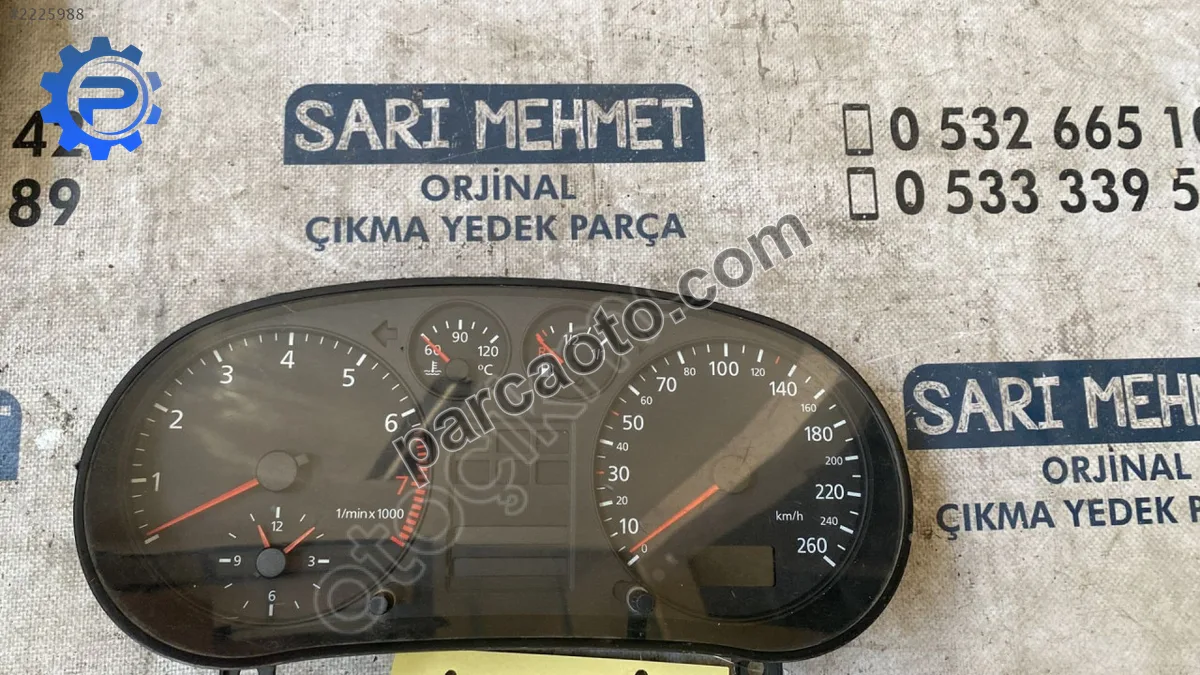 2225988
P
42
89
SARI MEHMET
ORJİNAL
ÇIKMA YEDEK PARÇA
0 532 665 10
0 533 339 5
parcaoto.com
otoçıkma
SARI MEHM
ORJİNAL
ÇIKMA YEDEK P
1
2
3
4
5
6
7
1/min x 1000
12
3
6
9
60
90
120
°C
0
10
20
30
40
50
60
70
80
100
120
140
160
180
200
220
240
260
km/h